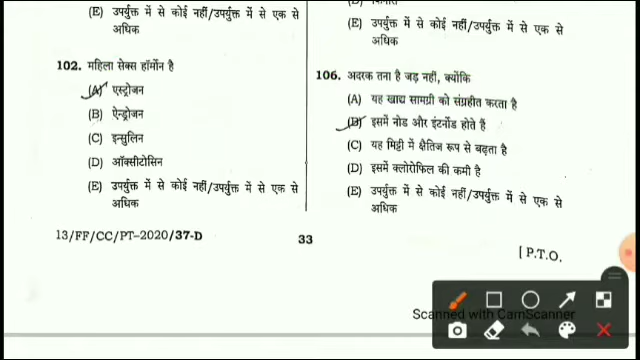 (E) उपर्युक्त में से कोई नहीं/उपर्युक्त में से एक से
अधिक
102. महिला सेक्स हॉर्मोन है
(A) एस्ट्रोजन
(B) ऐन्ड्रोजन
(C) इन्सुलिन
(D) ऑक्सीटोसिन
(E) उपर्युक्त में से कोई नहीं/उपर्युक्त में से एक से
अधिक
(E) उपर्युक्त में से कोई नहीं/उपर्युक्त में से एक से
अधिक
106. अदरक तना है जड़ नहीं, क्योंकि
(A) यह खाद्य सामग्री को संग्रहीत करता है
(B) इसमें नोड और इंटर्नोड होते हैं
(C) यह मिट्टी में क्षैतिज रूप से बढ़ता है
(D) इसमें क्लोरोफिल की कमी है
(E) उपर्युक्त में से कोई नहीं/उपर्युक्त में से एक से
अधिक
13/FF/CC/PT–2020/37-D
33
[ P.T.O.
Scanned with CamScanner